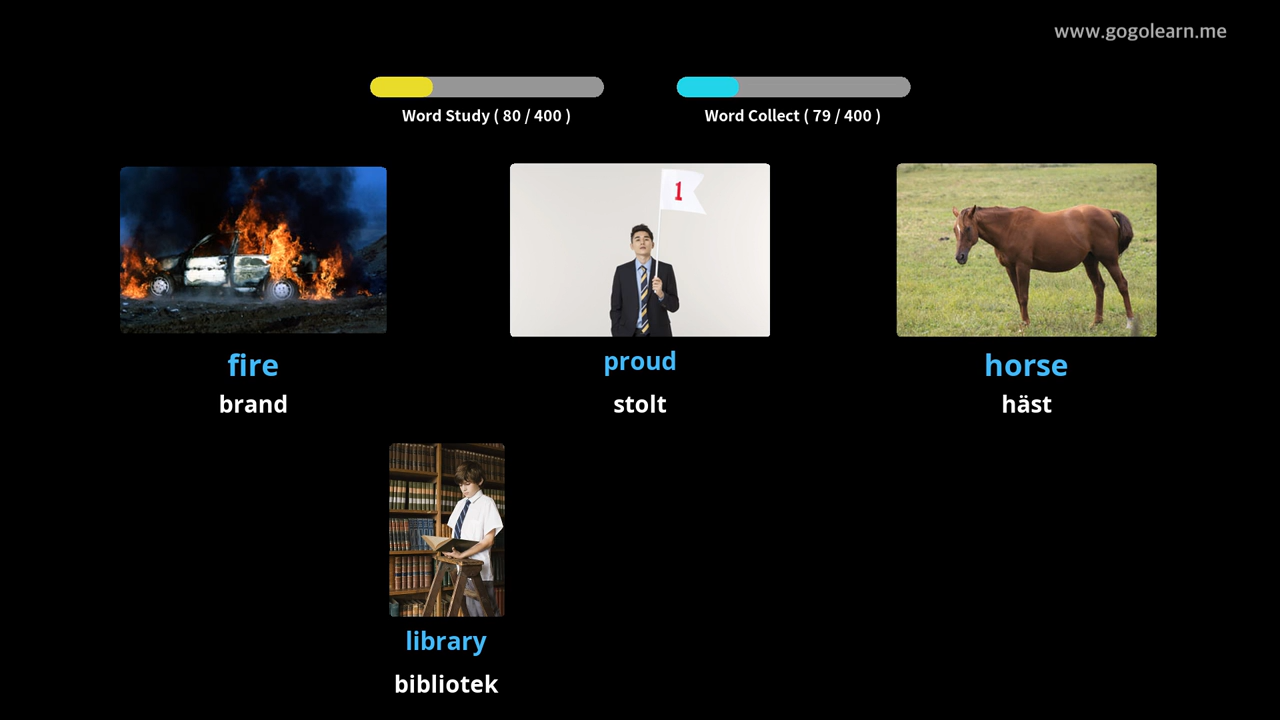 www.gogolearn.me
Word Study ( 80 / 400 )
Word Collect ( 79 / 400 )
1
fire
brand
proud
stolt
horse
häst
library
bibliotek